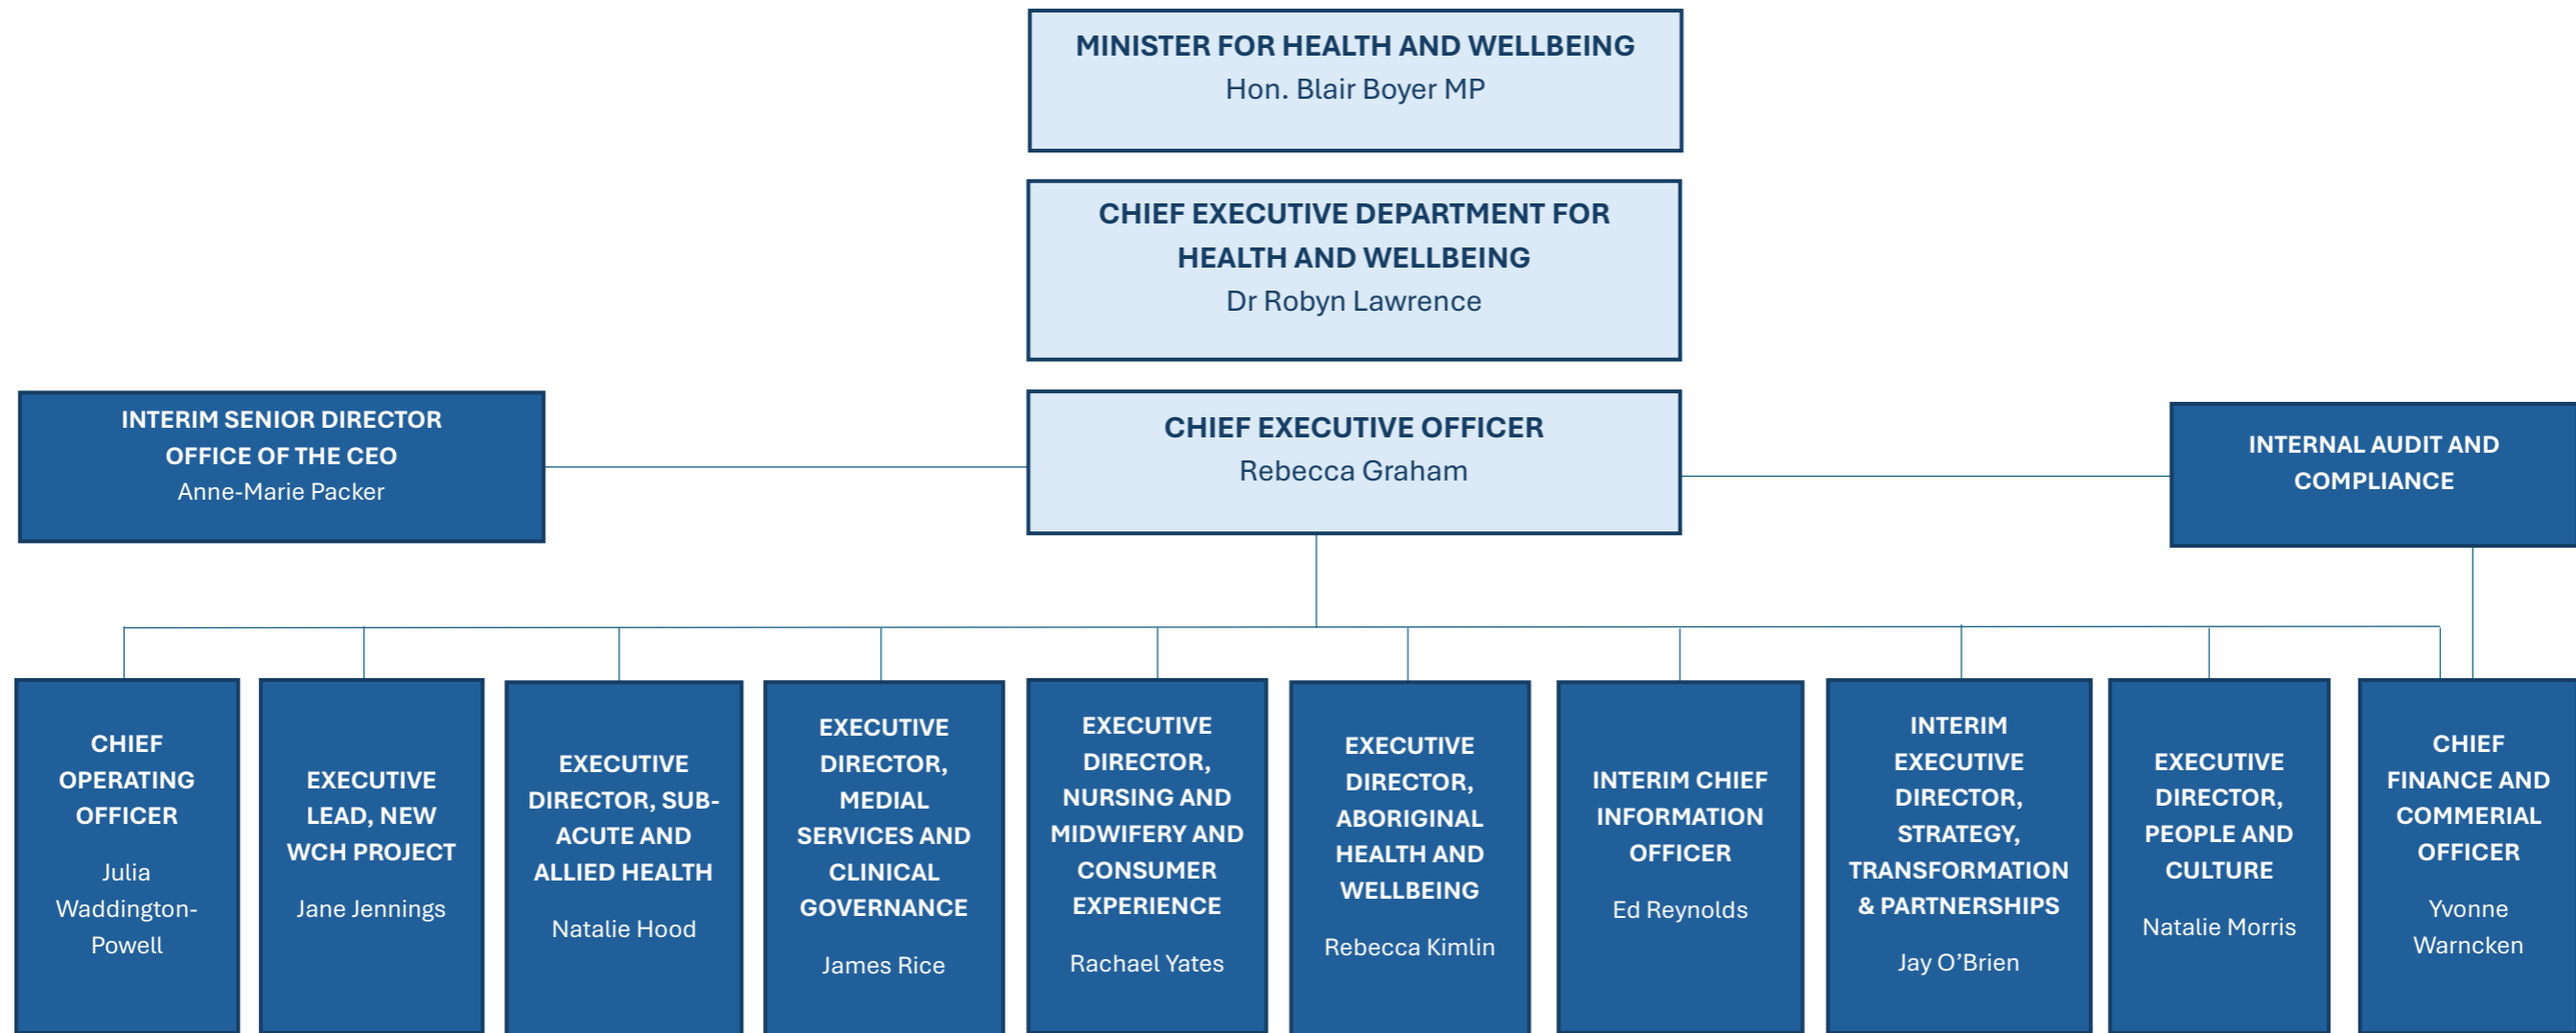 MINISTER FOR HEALTH AND WELLBEING
Hon. Blair Boyer MP
CHIEF EXECUTIVE DEPARTMENT FOR
HEALTH AND WELLBEING
Dr Robyn Lawrence
INTERIM SENIOR DIRECTOR
OFFICE OF THE CEO
Anne-Marie Packer
CHIEF EXECUTIVE OFFICER
Rebecca Graham
INTERNAL AUDIT AND
COMPLIANCE
CHIEF
OPERATING
OFFICER
Julia
Waddington-
Powell
EXECUTIVE
LEAD, NEW
WCH PROJECT
Jane Jennings
EXECUTIVE
DIRECTOR, SUB-
ACUTE AND
ALLIED HEALTH
Natalie Hood
EXECUTIVE
DIRECTOR,
MEDIAL
SERVICES AND
CLINICAL
GOVERNANCE
James Rice
EXECUTIVE
DIRECTOR,
NURSING AND
MIDWIFERY AND
CONSUMER
EXPERIENCE
Rachael Yates
EXECUTIVE
DIRECTOR,
ABORIGINAL
HEALTH AND
WELLBEING
Rebecca Kimlin
INTERIM CHIEF
INFORMATION
OFFICER
Ed Reynolds
INTERIM
EXECUTIVE
DIRECTOR,
STRATEGY,
TRANSFORMATION
& PARTNERSHIPS
Jay O’Brien
EXECUTIVE
DIRECTOR,
PEOPLE AND
CULTURE
Natalie Morris
CHIEF
FINANCE AND
COMMERIAL
OFFICER
Yvonne
Warncken